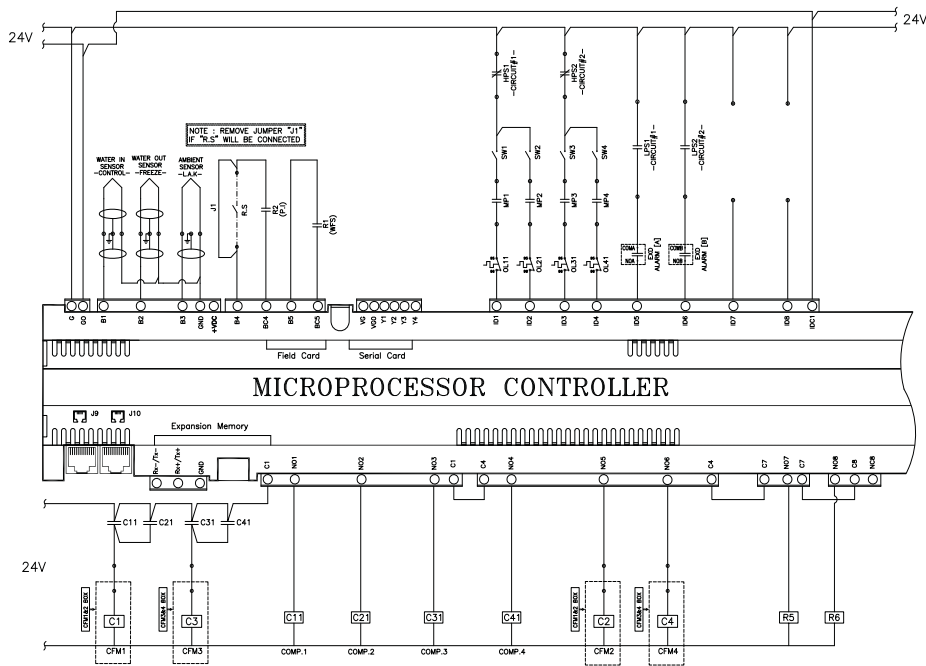 24V
24V
NOTE : REMOVE JUMPER "J1"
IF "R.S" WILL BE CONNECTED
WATER IN
SENSOR
-CONTROL-
WATER OUT
SENSOR
-FREEZE-
AMBIENT
SENSOR
-L.A.K-
J1
R.S
R2
(P.I)
R1
(WFS)
HPS1
-CIRCUIT#1-
HPS2
-CIRCUIT#2-
SW1
SW2
SW3
SW4
LPS1
-CIRCUIT#1-
LPS2
-CIRCUIT#2-
MP1
MP2
MP3
MP4
OL11
OL21
OL31
OL41
COMA
NOA
EXD
ALARM [A]
COMB
NOB
EXD
ALARM [B]
G
GO
B1
B2
B3
GND
+VDC
B4
BC4
B5
BC5
VG
VG0
Y1
Y2
Y3
Y4
ID1
ID2
ID3
ID4
ID5
ID6
ID7
ID8
IDC1
Field Card
Serial Card
MICROPROCESSOR CONTROLLER
J9
J10
Expansion Memory
Rx-/Tx-
Rx+/Tx+
GND
C1
NO1
NO2
NO3
C1
C4
NO4
NO5
NO6
C4
C7
NO7
C7
NO8
C8
NC8
C11
C21
C31
C41
24V
CFM1&2 BOX
C1
CFM1
CFM3&4 BOX
C3
CFM3
C11
COMP.1
C21
COMP.2
C31
COMP.3
C41
COMP.4
CFM1&2 BOX
C2
CFM2
CFM3&4 BOX
C4
CFM4
R5
R6